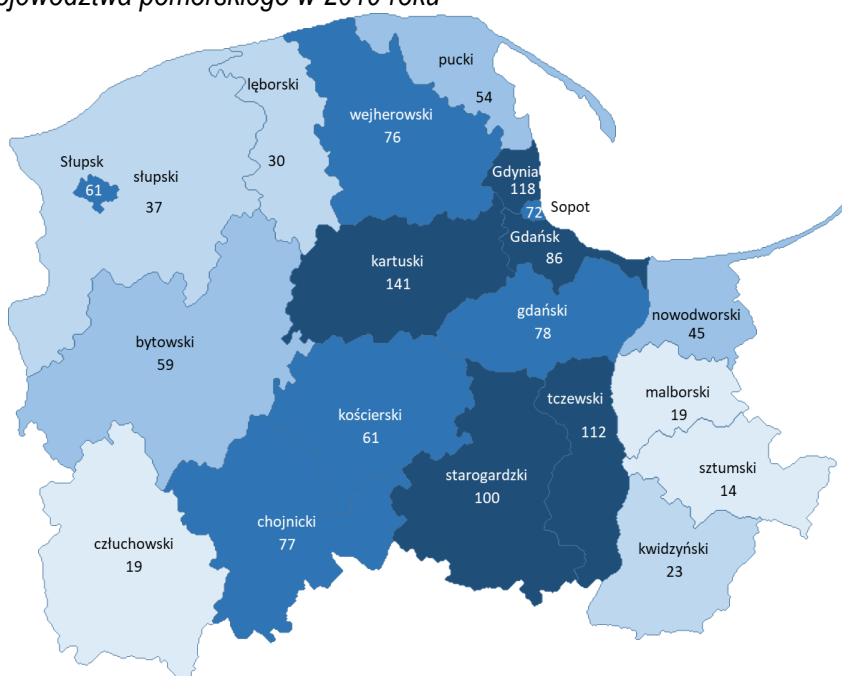 ojewództwa pomorskiego w 2016 roku
pucki
54
lęborski
30
wejherowski
76
Słupsk
61
słupski
37
Gdynia
118
72
Sopot
Gdańsk
86
kartuski
141
gdański
78
nowodworski
45
bytowski
59
malborski
19
tczewski
112
kościerski
61
sztumski
14
starogardzki
100
chojnicki
77
człuchowski
19
kwidzyński
23